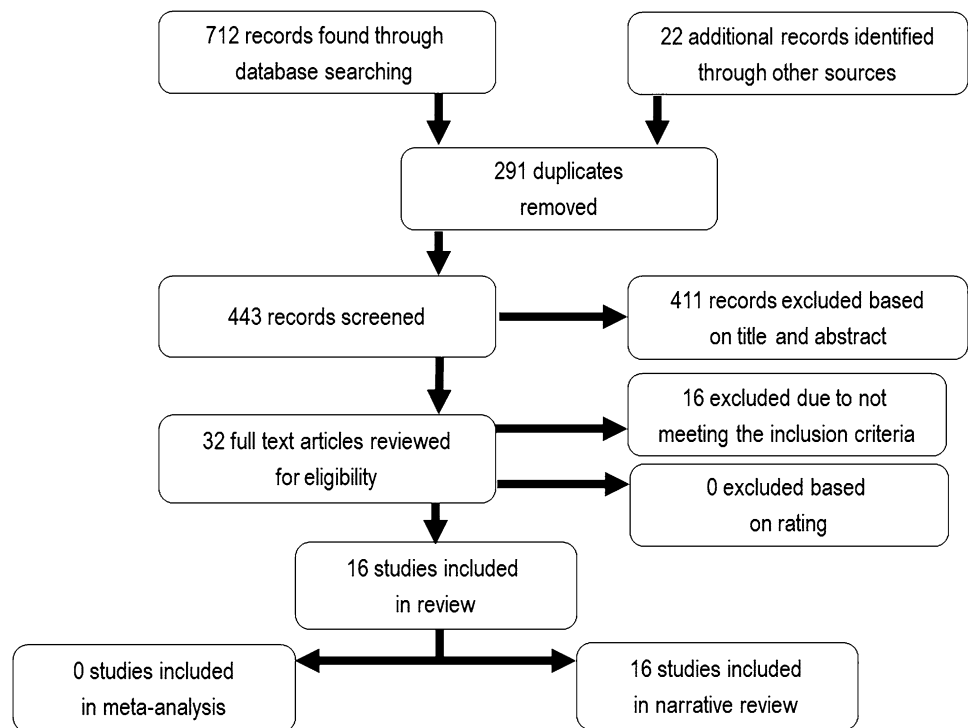 712 records found through
database searching
22 additional records identified
through other sources
291 duplicates
removed
443 records screened
411 records excluded based
on title and abstract
32 full text articles reviewed
for eligibility
16 excluded due to not
meeting the inclusion criteria
0 excluded based
on rating
16 studies included
in review
0 studies included
in meta-analysis
16 studies included
in narrative review